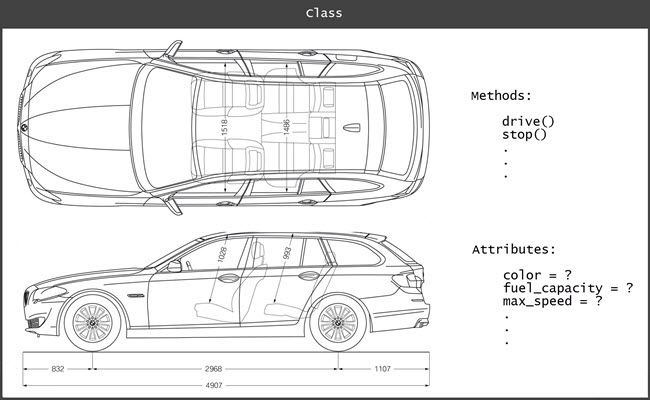 Class
1518
1486
Methods:
drive()
stop()
.
.
.
1028
993
Attributes:
color = ?
fuel_capacity = ?
max_speed = ?
.
.
.
832
2968
1107
4907